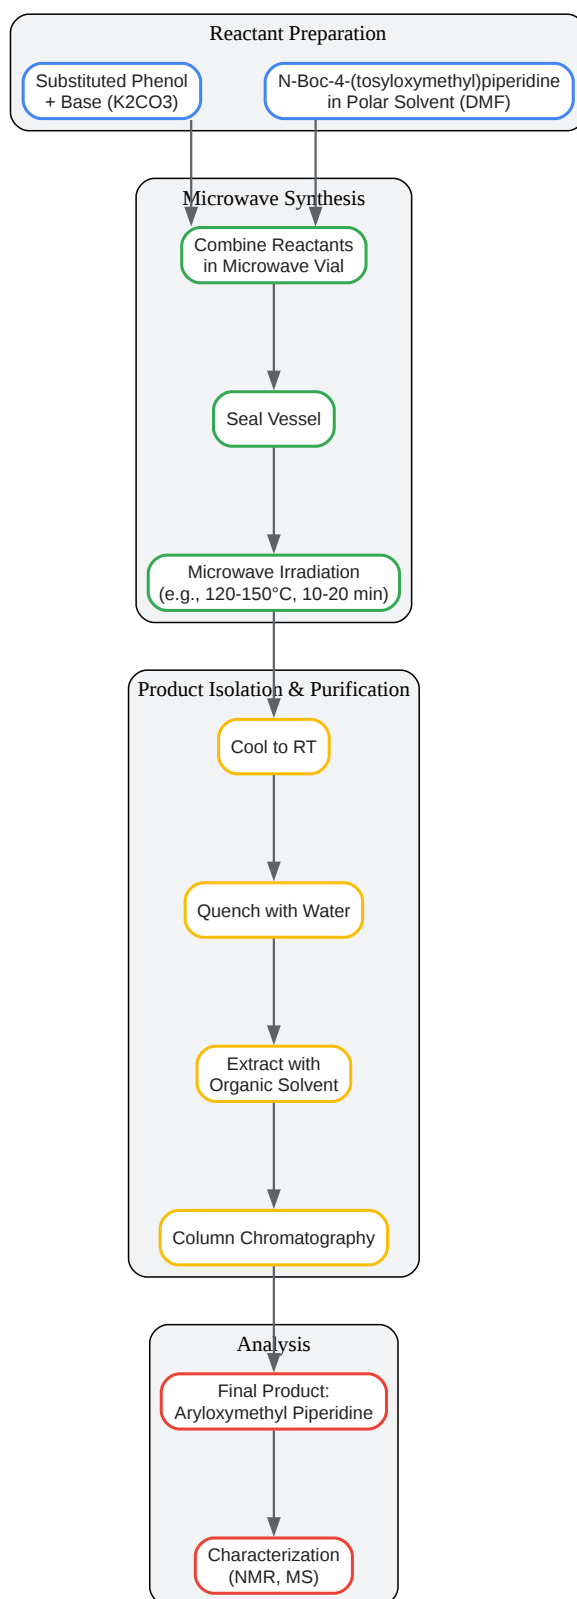 Reactant Preparation
Substituted Phenol
+ Base (K2CO3)
N-Boc-4-(tosyloxymethyl)piperidine
in Polar Solvent (DMF)
Microwave Synthesis
Combine Reactants
in Microwave Vial
Seal Vessel
Microwave Irradiation
(e.g., 120-150°C, 10-20 min)
Product Isolation & Purification
Cool to RT
Quench with Water
Extract with
Organic Solvent
Column Chromatography
Analysis
Final Product:
Aryloxymethyl Piperidine
Characterization
(NMR, MS)